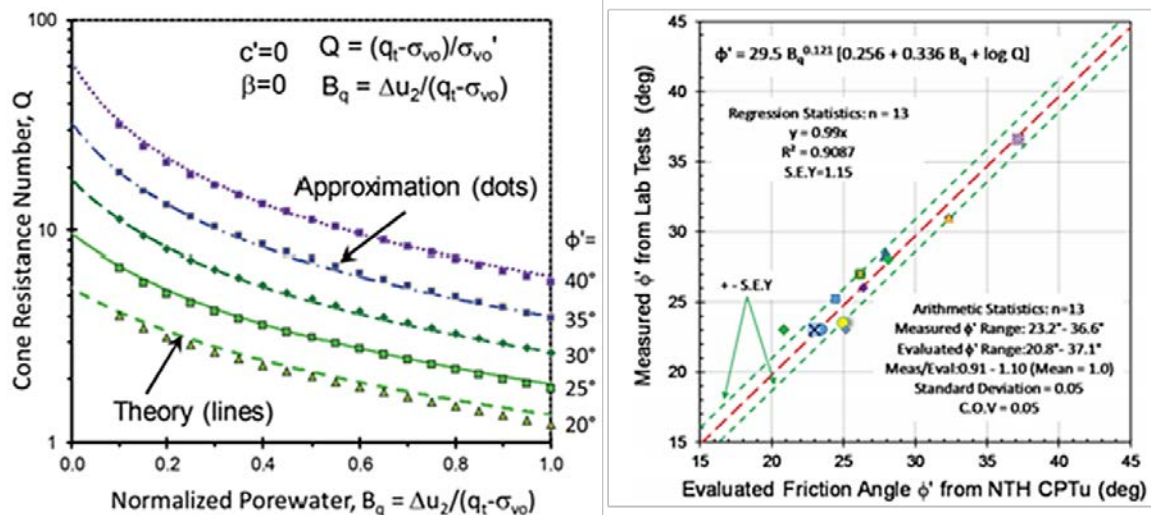 100
10
1
Cone Resistance Number, Q
c'=0
Q = (qt-σvo)/σvo'
β=0
Bq = Δu2/(qt-σvo)
Approximation (dots)
Theory (lines)
ϕ'=
40°
35°
30°
25°
20°
0.0 0.2 0.4 0.6 0.8 1.0
Normalized Porewater, Bq = Δu2/(qt-σvo)
45
40
35
30
25
20
15
Measured ϕ' from Lab Tests (deg)
ϕ' = 29.5 Bq^0.121 [0.256 + 0.336 Bq + log Q]
Regression Statistics: n = 13
y = 0.99x
R² = 0.9087
S.E.Y=1.15
+ - S.E.Y
Arithmetic Statistics: n=13
Measured ϕ' Range: 23.2°- 36.6°
Evaluated ϕ' Range:20.8°- 37.1°
Meas/Eval:0.91 - 1.10 (Mean = 1.0)
Standard Deviation = 0.05
C.O.V = 0.05
15 20 25 30 35 40 45
Evaluated Friction Angle ϕ' from NTH CPTu (deg)